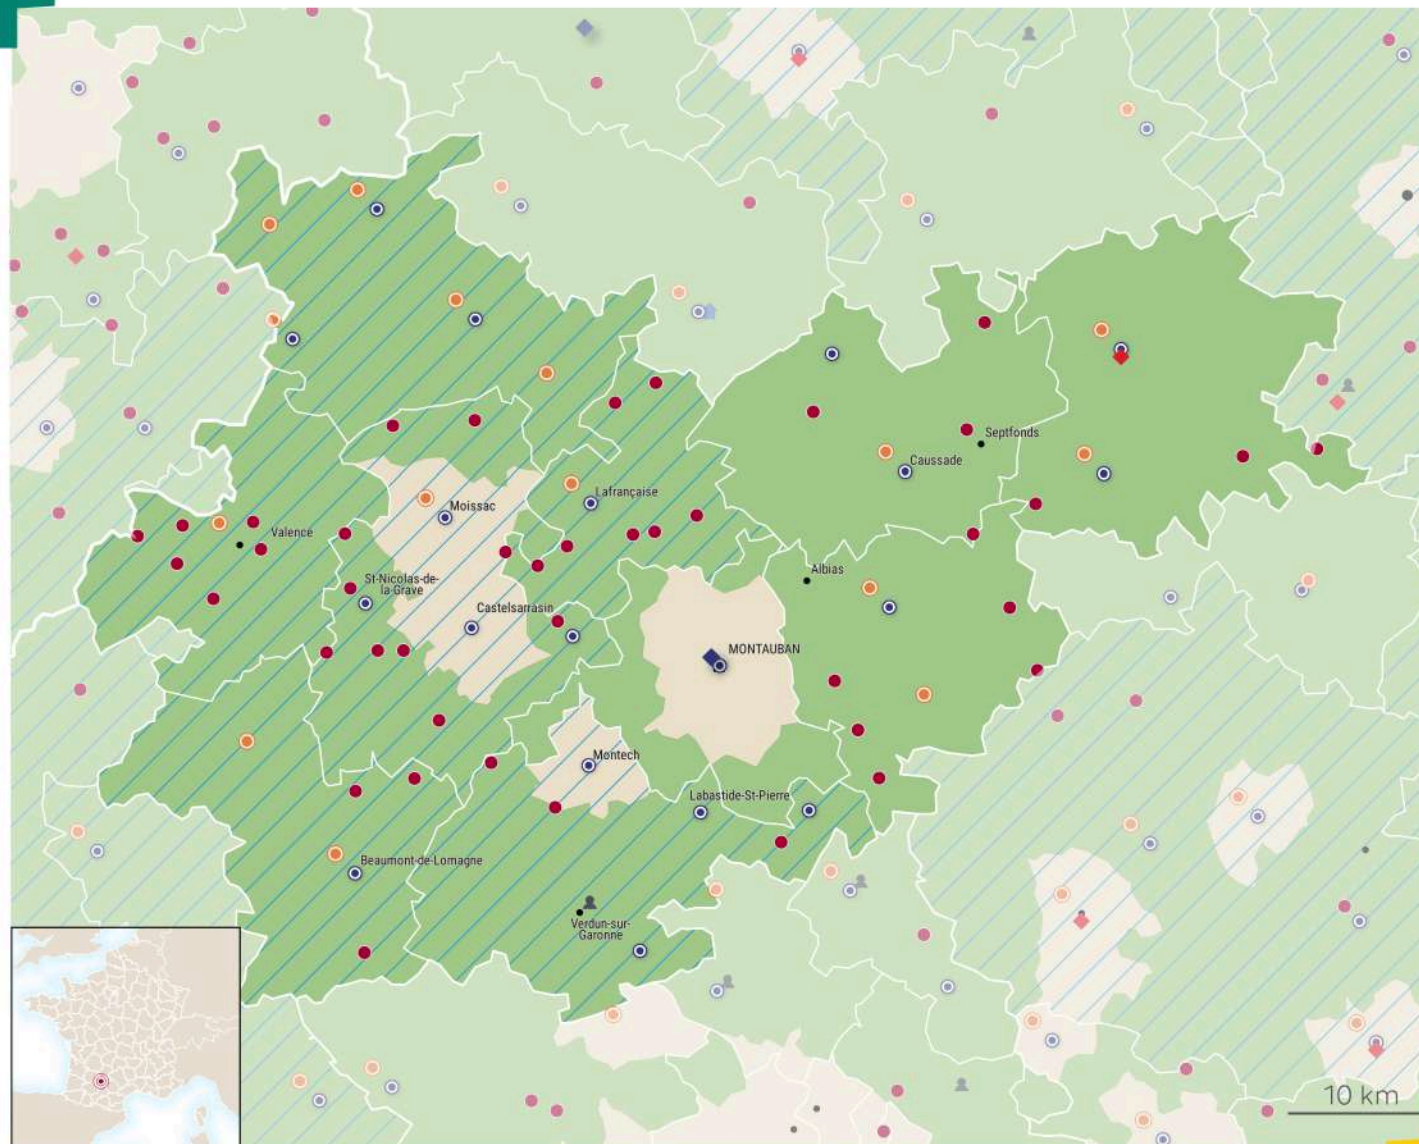 Septfonds
Caussade
Lafrançaise
Moissac
Valence
Albias
St-Nicolas-de-
la-Grave
Castelsarrasin
MONTAUBAN
Montech
Labastide-St-Pierre
Beaumont-de-Lomagne
Verdun-sur-
Garonne
10 km